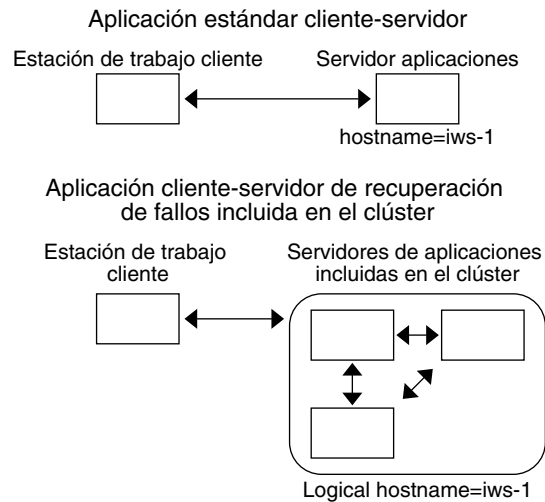 Aplicación estándar cliente-servidor
Estación de trabajo cliente
Servidor aplicaciones
hostname=iws-1
Aplicación cliente-servidor de recuperación
de fallos incluida en el clúster
Estación de trabajo
cliente
Servidores de aplicaciones
incluidas en el clúster
Logical hostname=iws-1